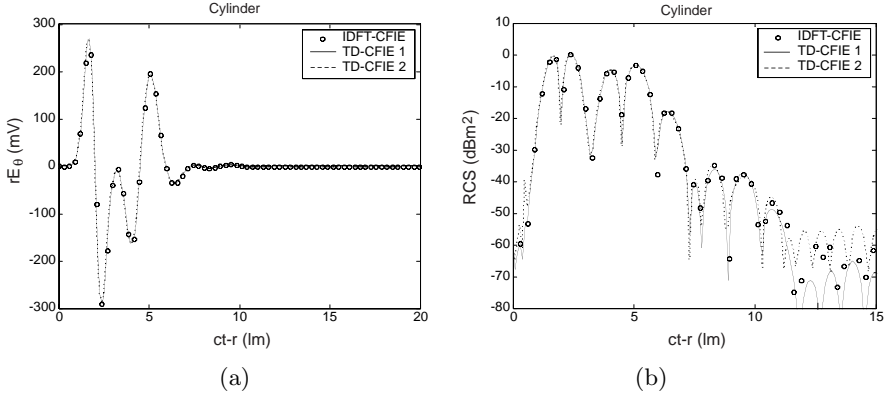 Cylinder
IDFT-CFIE
TD-CFIE 1
TD-CFIE 2
300
200
100
0
-100
-200
-300
rEθ (mV)
0
5
10
15
20
ct-r (lm)
(a)
Cylinder
IDFT-CFIE
TD-CFIE 1
TD-CFIE 2
10
0
-10
-20
-30
-40
-50
-60
-70
-80
RCS (dBm²)
0
5
10
15
ct-r (lm)
(b)